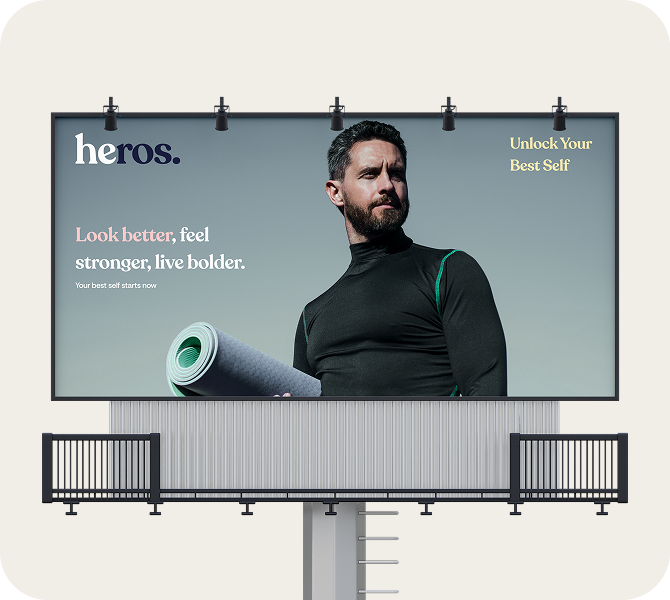 heros.
Unlock Your
Best Self
Look better, feel
stronger, live bolder.
Your best self starts now